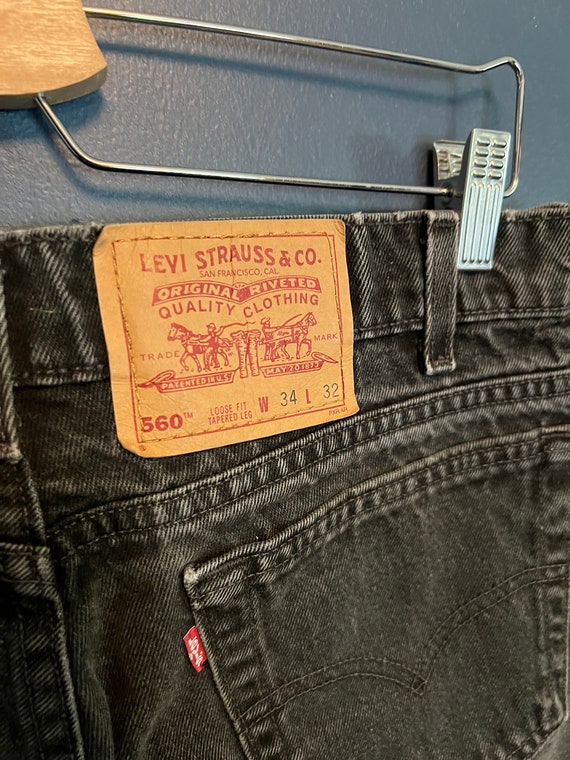 LEVI STRAUSS & CO.
SAN FRANCISCO, CAL.
ORIGINAL RIVETED
QUALITY CLOTHING
TRADE MARK
PATENTED IN U.S. MAY 20 1873
560™ LOOSE FIT TAPERED LEG W 34 L 32